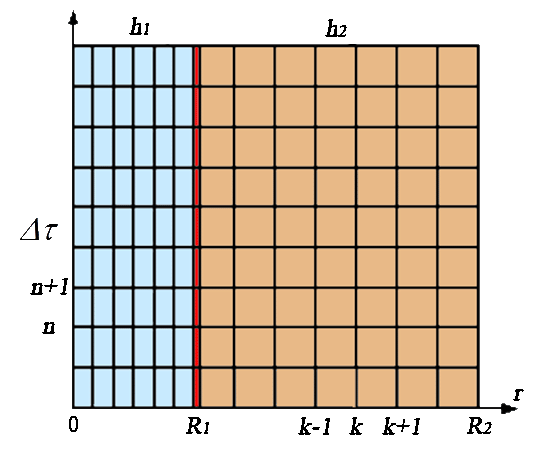 h1 h2
Δτ
n+1
n
r
0 R1 k-1 k k+1 R2